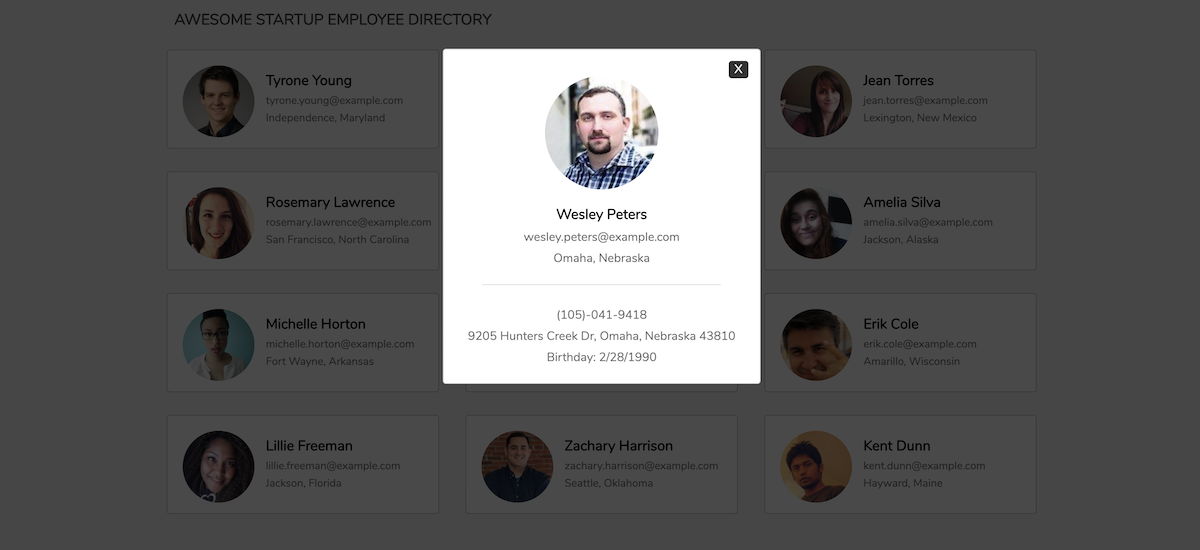 AWESOME STARTUP EMPLOYEE DIRECTORY
Tyrone Young
tyrone.young@example.com
Independence, Maryland
X
Wesley Peters
wesley.peters@example.com
Omaha, Nebraska
(105)-041-9418
9205 Hunters Creek Dr, Omaha, Nebraska 43810
Birthday: 2/28/1990
Jean Torres
jean.torres@example.com
Lexington, New Mexico
Rosemary Lawrence
rosemary.lawrence@example.com
San Francisco, North Carolina
Amelia Silva
amelia.silva@example.com
Jackson, Alaska
Michelle Horton
michelle.horton@example.com
Fort Wayne, Arkansas
Erik Cole
erik.cole@example.com
Amarillo, Wisconsin
Lillie Freeman
lillie.freeman@example.com
Jackson, Florida
Zachary Harrison
zachary.harrison@example.com
Seattle, Oklahoma
Kent Dunn
kent.dunn@example.com
Hayward, Maine